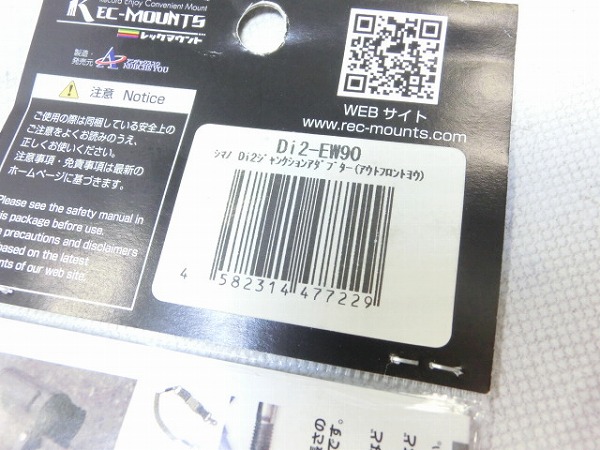 Record Enjoy Convenient Mount
REC-MOUNTS
レックマウント
製造・
発売元
注意 Notice
ご使用の際は同梱している安全上の
ご注意をよくお読みのうえ、
正しくお使いください。
注意事項・免責事項は最新の
ホームページに基づきます。
Please see the safety manual in
this package before use.
precautions and disclaimers
based on the latest
nts of our web site.
WEB サイト
www.rec-mounts.com
Di2-EW90
シマノ Di2ジャンクションアダプター(アウトフロントヨウ)
4 582314 477229